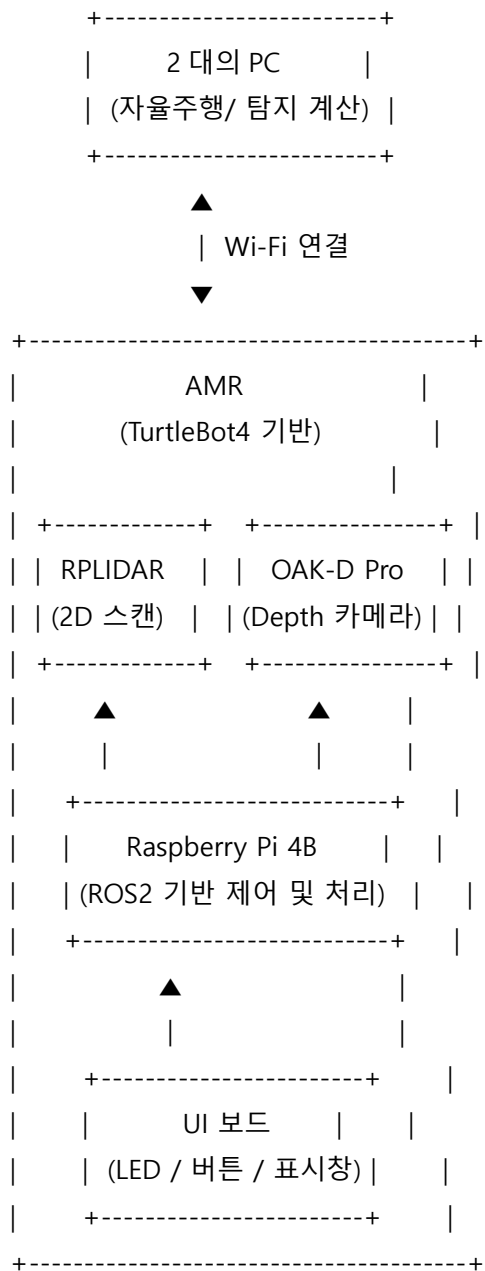 2 대의 PC
(자율주행/ 탐지 계산)
Wi-Fi 연결
AMR
(TurtleBot4 기반)
RPLIDAR OAK-D Pro
(2D 스캔) (Depth 카메라)
Raspberry Pi 4B
(ROS2 기반 제어 및 처리)
UI 보드
(LED / 버튼 / 표시창)